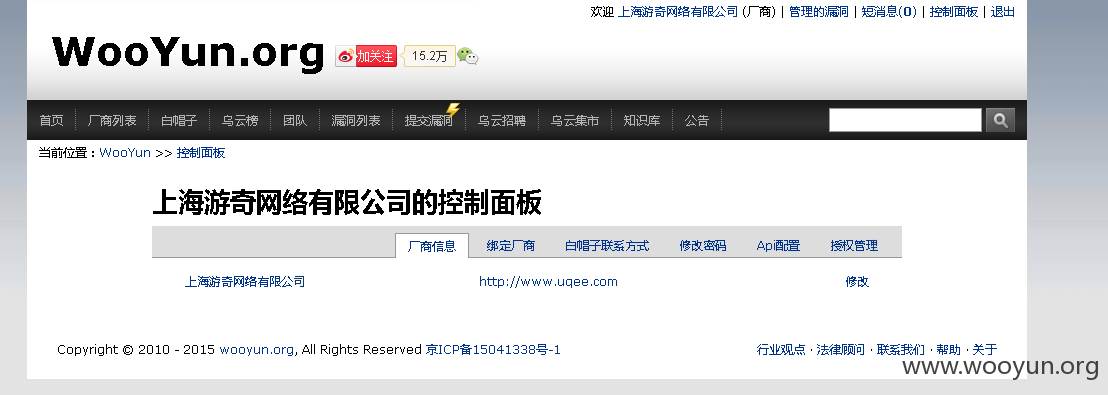 欢迎 上海游奇网络有限公司 (厂商) | 管理的漏洞 | 短消息(0) | 控制面板 | 退出
WooYun.org 加关注 15.2万
首页 厂商列表 白帽子 乌云榜 团队 漏洞列表 提交漏洞 乌云招聘 乌云集市 知识库 公告
当前位置：WooYun >> 控制面板
上海游奇网络有限公司的控制面板
厂商信息 绑定厂商 白帽子联系方式 修改密码 Api配置 授权管理
上海游奇网络有限公司 http://www.uqee.com 修改
Copyright © 2010 - 2015 wooyun.org, All Rights Reserved 京ICP备15041338号-1 行业观点 · 法律顾问 · 联系我们 · 帮助 · 关于
www.wooyun.org